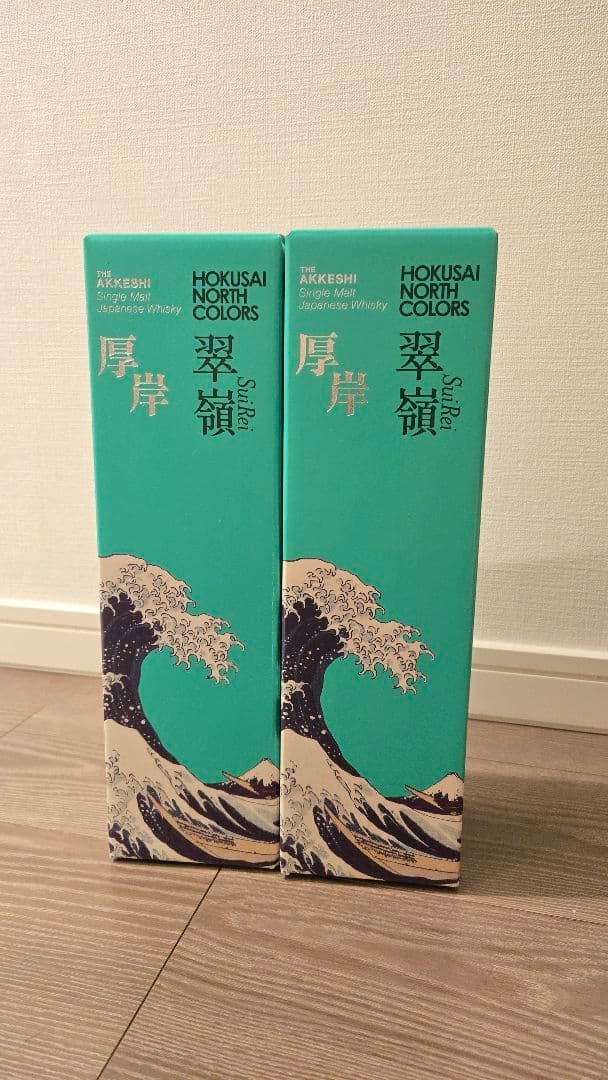 THE
AKKESHI
Single Malt
Japanese Whisky
厚岸
HOKUSAI
NORTH
COLORS
翠嶺
SuiRei
THE
AKKESHI
Single Malt
Japanese Whisky
厚岸
HOKUSAI
NORTH
COLORS
翠嶺
SuiRei